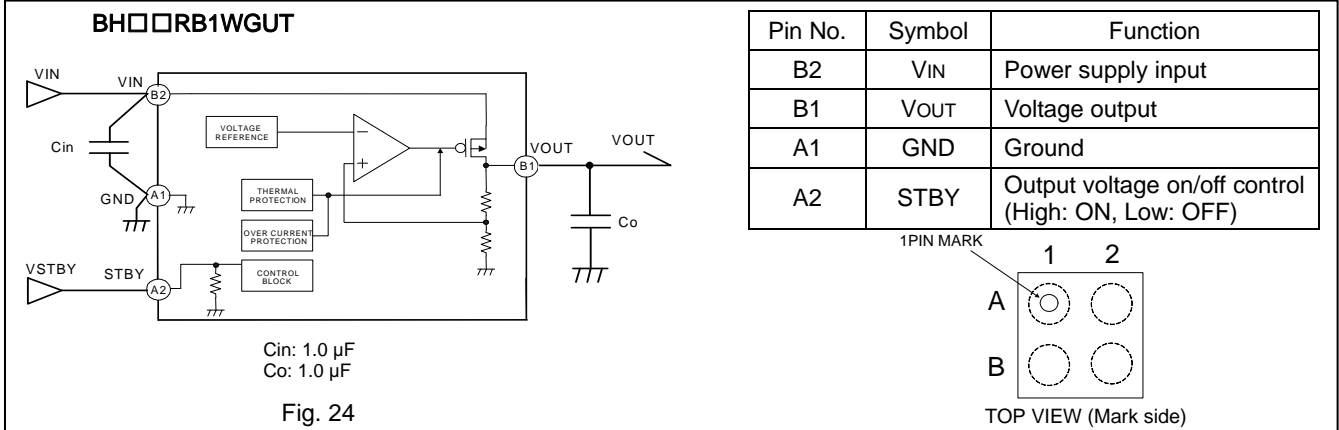 BH□□RB1WGUT
VIN
VIN
B2
Cin
GND
A1
VSTBY
STBY
A2
VOLTAGE
REFERENCE
−
+
THERMAL
PROTECTION
OVER CURRENT
PROTECTION
CONTROL
BLOCK
VOUT
B1
VOUT
Co
Cin: 1.0 µF
Co: 1.0 µF
Fig. 24
Pin No. Symbol Function
B2 VIN Power supply input
B1 VOUT Voltage output
A1 GND Ground
A2 STBY Output voltage on/off control
(High: ON, Low: OFF)
1PIN MARK
1 2
A
B
TOP VIEW (Mark side)